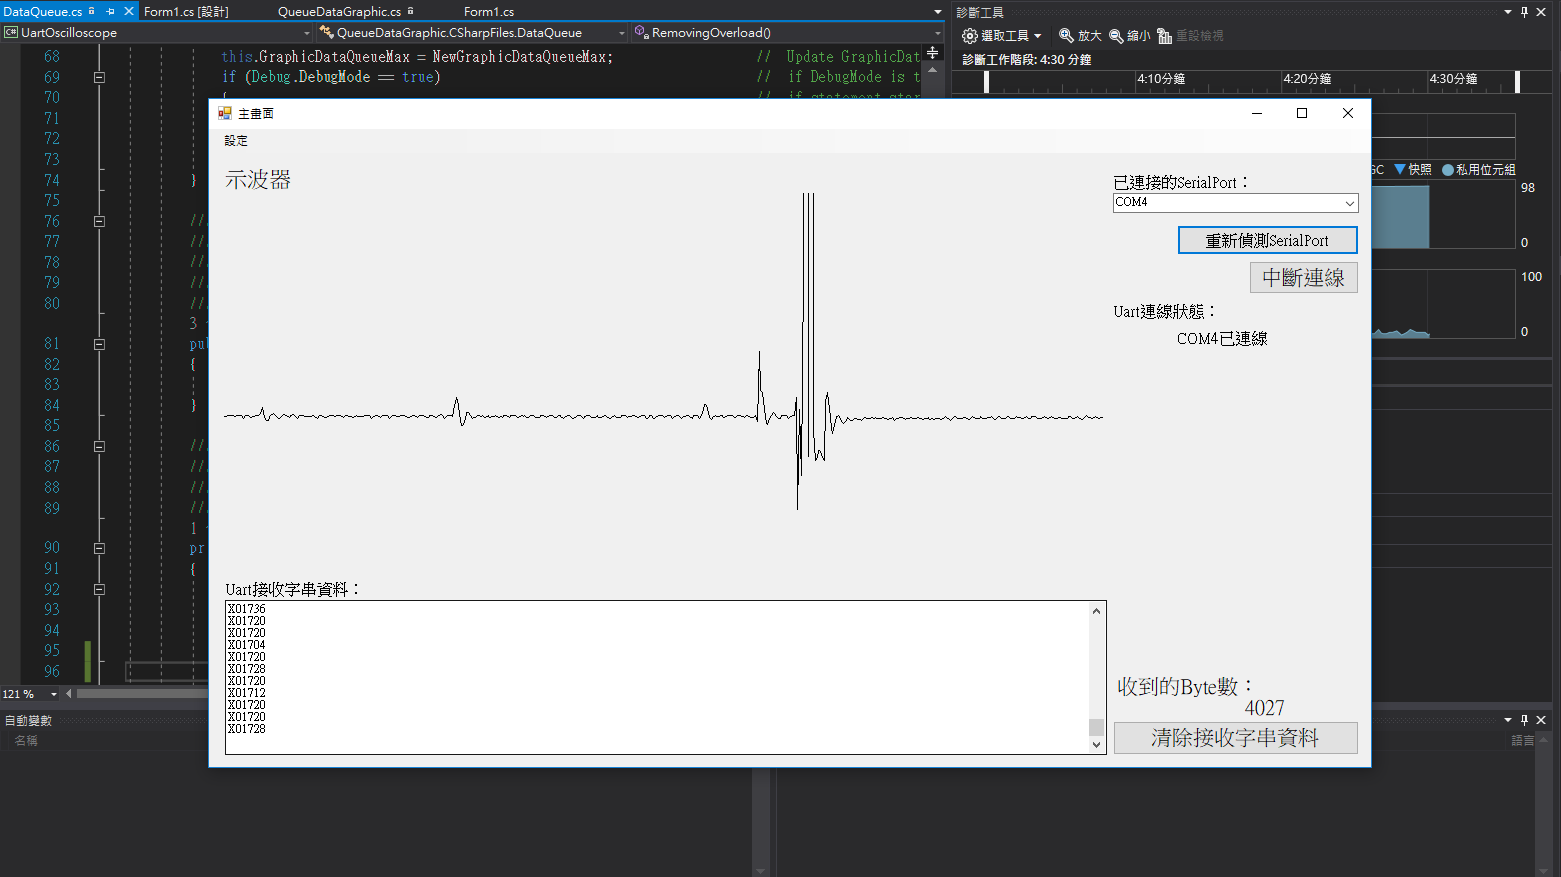 DataQueue.cs
Form1.cs [設計]
QueueDataGraphic.cs
Form1.cs
診斷工具
C# UartOscilloscope
QueueDataGraphic.CSharpFiles.DataQueue
RemovingOverload()
選取工具
放大
縮小
重設檢視
診斷工作階段: 4:30 分鐘
4:10分鐘
4:20分鐘
4:30分鐘
68 this.GraphicDataQueueMax = NewGraphicDataQueueMax; // Update GraphicDat
69 if (Debug.DebugMode == true) // if DebugMode is t
70 { // if statement star
71
72
73
74 }
75
76 //
77 //
78 //
79 //
80 //
3
81 pu
82 {
83
84 }
85
86 //
87 //
88 //
89 //
1
90 pr
91 {
92
93
94
95
96
121 %
主畫面
設定
示波器
已連接的SerialPort：
COM4
重新偵測SerialPort
中斷連線
Uart連線狀態：
COM4已連線
GC
快照
私用位元組
98
0
100
0
Uart接收字串資料：
X01736
X01720
X01720
X01704
X01720
X01728
X01720
X01712
X01720
X01720
X01728
收到的Byte數：
4027
清除接收字串資料
自動變數
名稱
語言